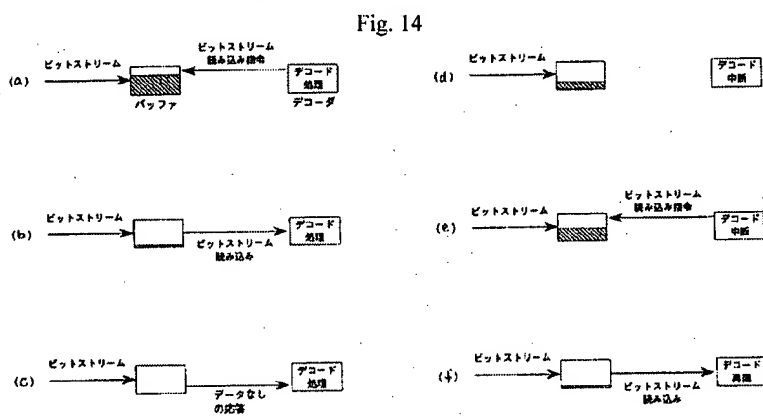 Fig. 14
(a)
ビットストリーム
ビットストリーム
読み込み指令
デコード
処理
バッファ
デコーダ
(b)
ビットストリーム
ビットストリーム
読み込み
デコード
処理
(c)
ビットストリーム
データなし
の応答
デコード
処理
(d)
ビットストリーム
デコード
中断
(e)
ビットストリーム
ビットストリーム
読み込み指令
デコード
中断
(f)
ビットストリーム
ビットストリーム
読み込み
デコード
再開